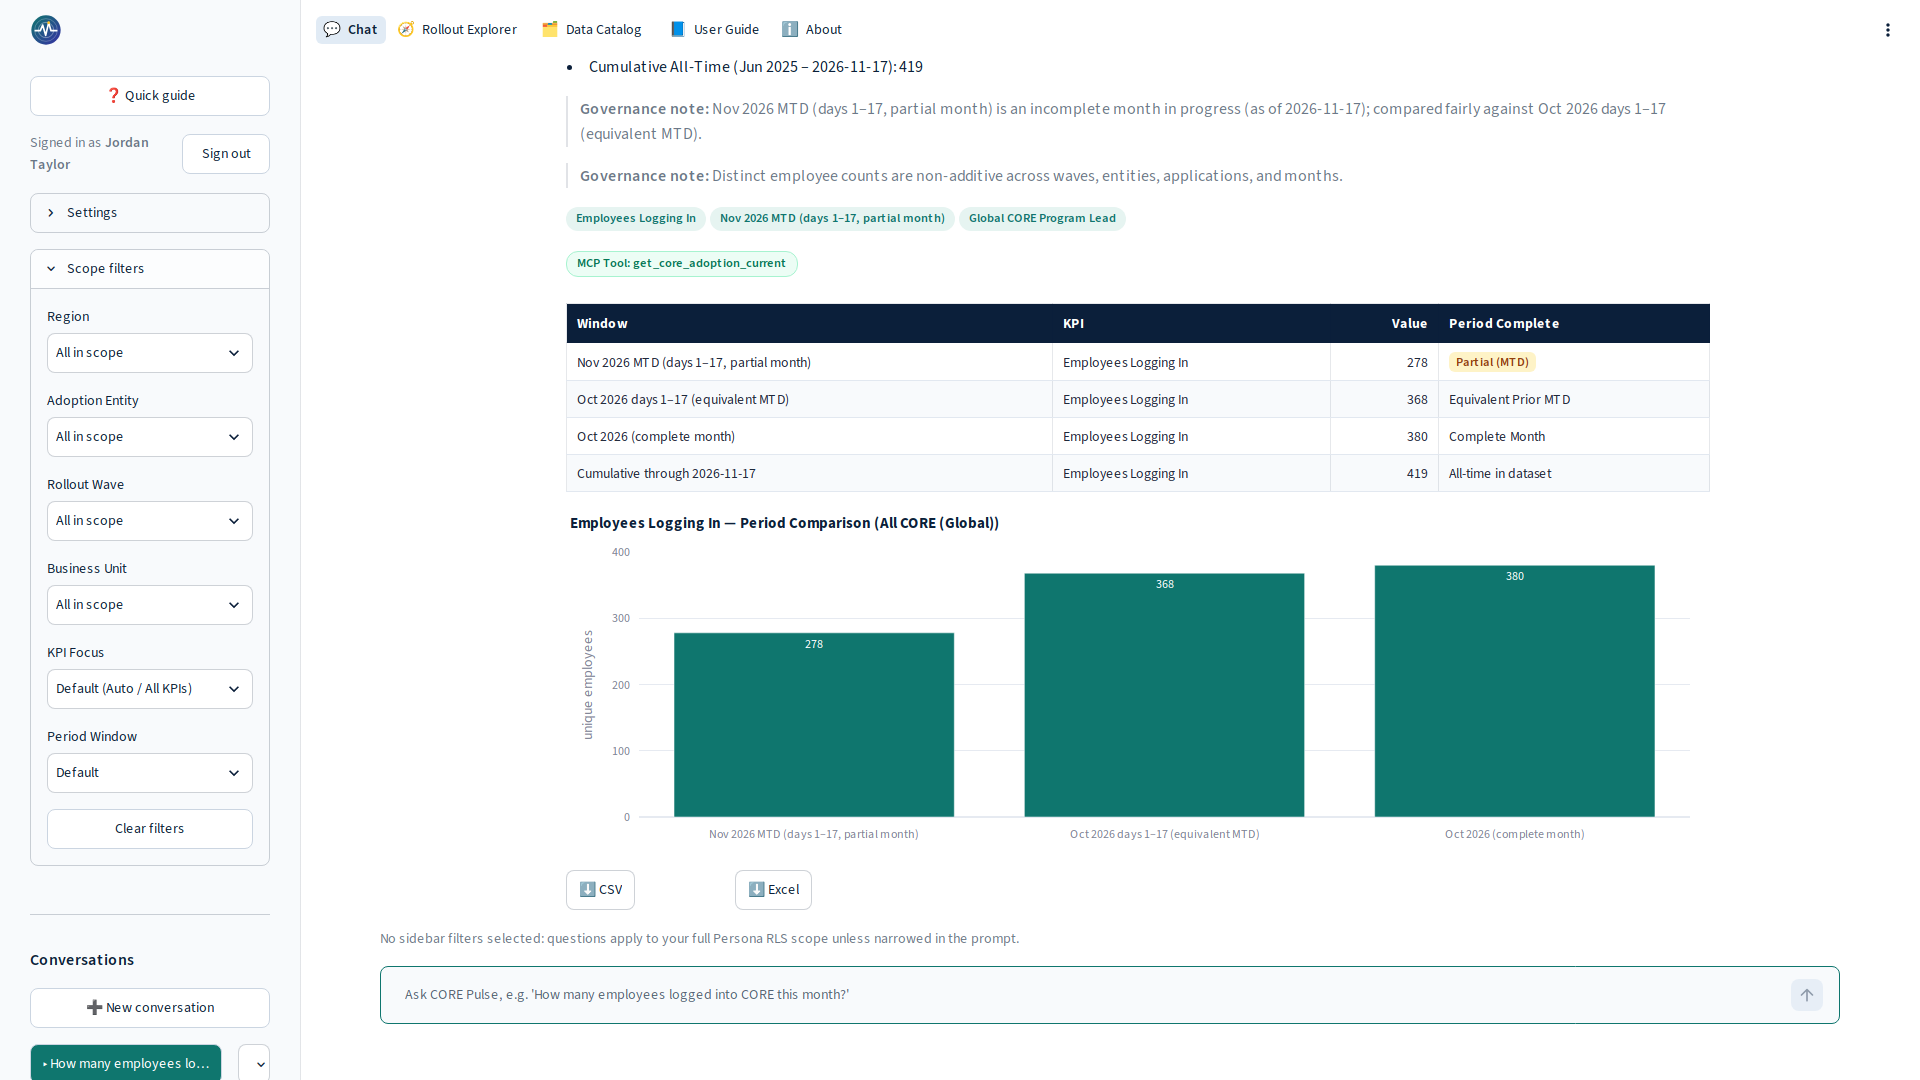 💬 Chat
🧭 Rollout Explorer
🗂️ Data Catalog
📘 User Guide
ℹ️ About
❓ Quick guide
Signed in as Jordan
Taylor
Sign out
Settings
Scope filters
Region
All in scope
Adoption Entity
All in scope
Rollout Wave
All in scope
Business Unit
All in scope
KPI Focus
Default (Auto / All KPIs)
Period Window
Default
Clear filters
Conversations
➕ New conversation
‣ How many employees lo…
• Cumulative All-Time (Jun 2025 – 2026-11-17): 419
Governance note: Nov 2026 MTD (days 1–17, partial month) is an incomplete month in progress (as of 2026-11-17); compared fairly against Oct 2026 days 1–17
(equivalent MTD).
Governance note: Distinct employee counts are non-additive across waves, entities, applications, and months.
Employees Logging In
Nov 2026 MTD (days 1–17, partial month)
Global CORE Program Lead
MCP Tool: get_core_adoption_current
Window KPI Value Period Complete
Nov 2026 MTD (days 1–17, partial month) Employees Logging In 278 Partial (MTD)
Oct 2026 days 1–17 (equivalent MTD) Employees Logging In 368 Equivalent Prior MTD
Oct 2026 (complete month) Employees Logging In 380 Complete Month
Cumulative through 2026-11-17 Employees Logging In 419 All-time in dataset
Employees Logging In — Period Comparison (All CORE (Global))
unique employees
400
300
200
100
0
278
368
380
Nov 2026 MTD (days 1–17, partial month)
Oct 2026 days 1–17 (equivalent MTD)
Oct 2026 (complete month)
⬇️ CSV
⬇️ Excel
No sidebar filters selected: questions apply to your full Persona RLS scope unless narrowed in the prompt.
Ask CORE Pulse, e.g. 'How many employees logged into CORE this month?'